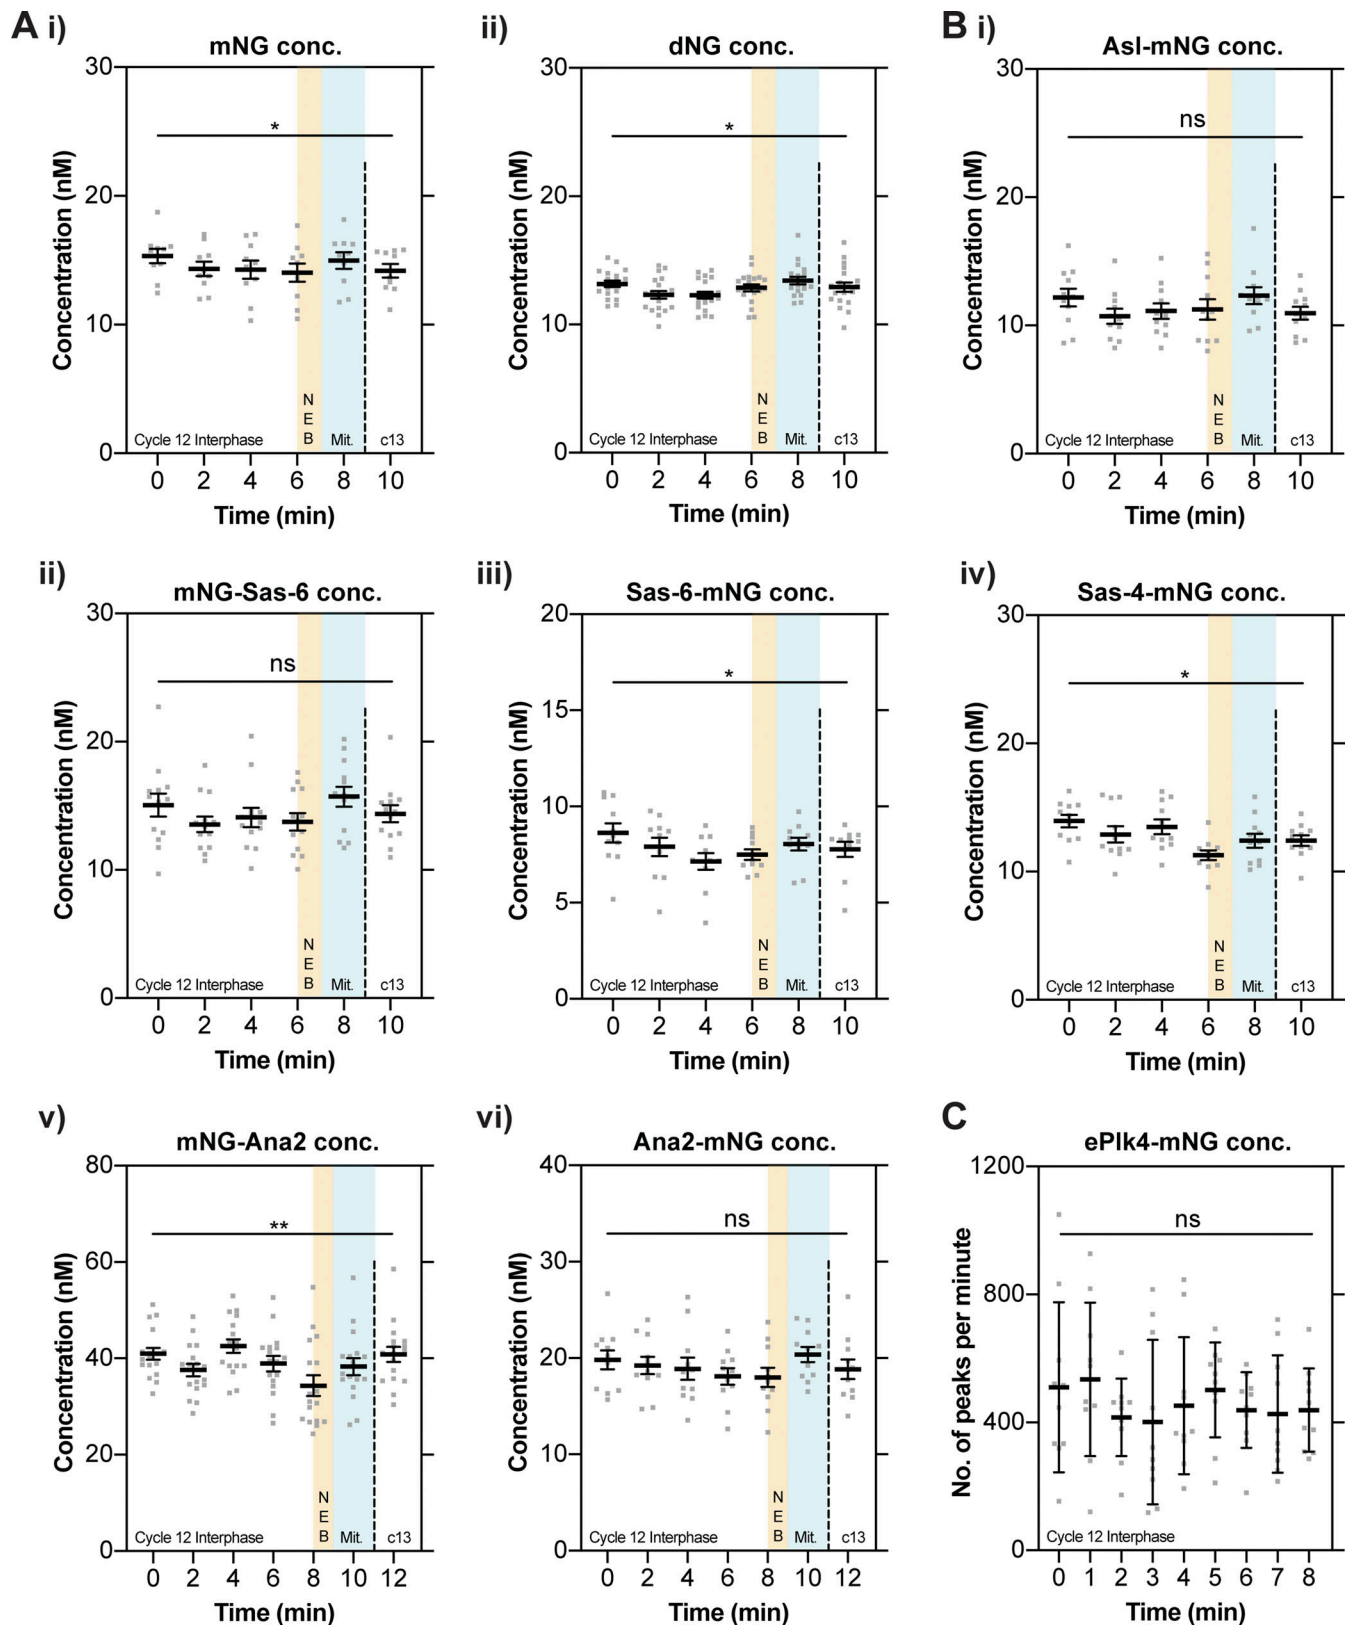 A i)
mNG conc.
30
20
10
0
Concentration (nM)
*
N
E
B
Cycle 12 Interphase
Mit.
c13
0 2 4 6 8 10
Time (min)
ii)
dNG conc.
30
20
10
0
Concentration (nM)
*
N
E
B
Cycle 12 Interphase
Mit.
c13
0 2 4 6 8 10
Time (min)
B i)
Asl-mNG conc.
30
20
10
0
Concentration (nM)
ns
N
E
B
Cycle 12 Interphase
Mit.
c13
0 2 4 6 8 10
Time (min)
ii)
mNG-Sas-6 conc.
30
20
10
0
Concentration (nM)
ns
N
E
B
Cycle 12 Interphase
Mit.
c13
0 2 4 6 8 10
Time (min)
iii)
Sas-6-mNG conc.
20
15
10
5
0
Concentration (nM)
*
N
E
B
Cycle 12 Interphase
Mit.
c13
0 2 4 6 8 10
Time (min)
iv)
Sas-4-mNG conc.
30
20
10
0
Concentration (nM)
*
N
E
B
Cycle 12 Interphase
Mit.
c13
0 2 4 6 8 10
Time (min)
v)
mNG-Ana2 conc.
80
60
40
20
0
Concentration (nM)
**
N
E
B
Cycle 12 Interphase
Mit.
c13
0 2 4 6 8 10 12
Time (min)
vi)
Ana2-mNG conc.
40
30
20
10
0
Concentration (nM)
ns
N
E
B
Cycle 12 Interphase
Mit.
c13
0 2 4 6 8 10 12
Time (min)
C
ePlk4-mNG conc.
1200
800
400
0
No. of peaks per minute
ns
Cycle 12 Interphase
0 1 2 3 4 5 6 7 8
Time (min)